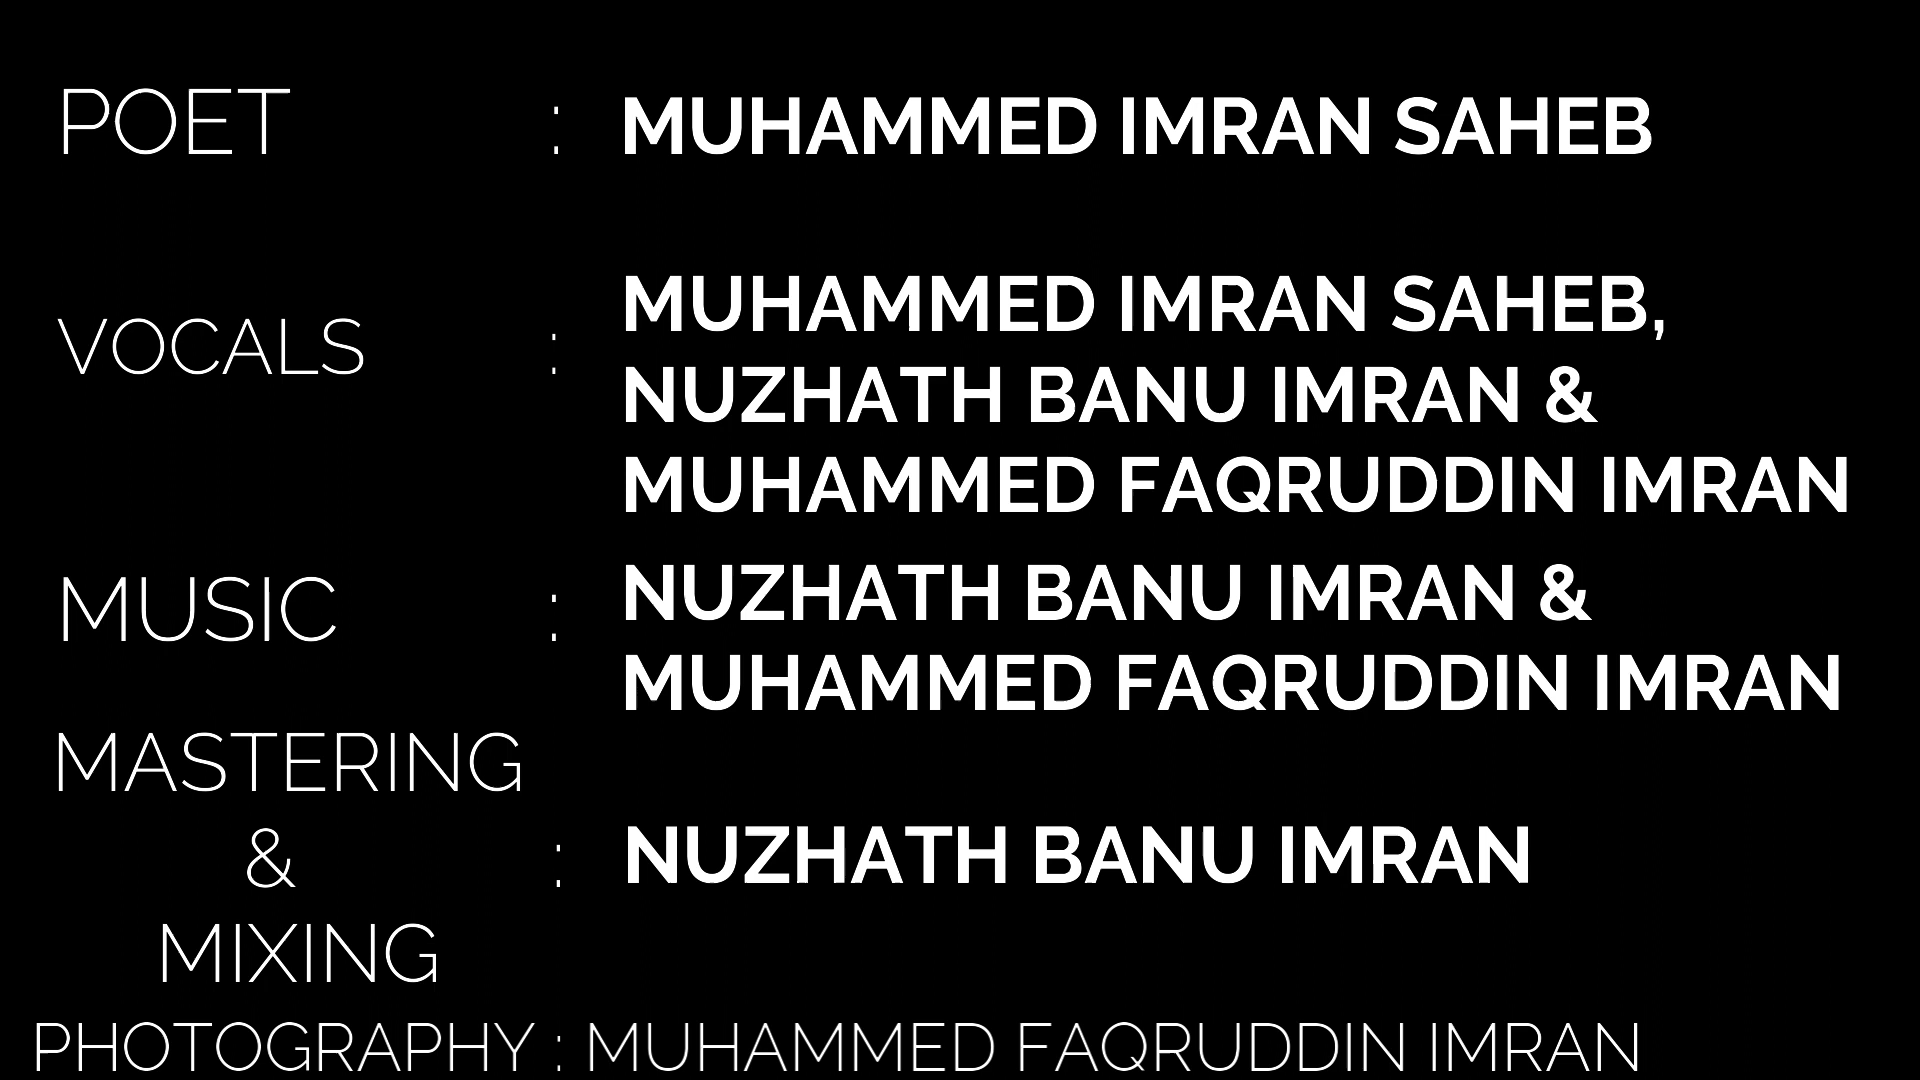 POET : MUHAMMED IMRAN SAHEB
VOCALS : MUHAMMED IMRAN SAHEB,
NUZHATH BANU IMRAN &
MUHAMMED FAQRUDDIN IMRAN
MUSIC : NUZHATH BANU IMRAN &
MUHAMMED FAQRUDDIN IMRAN
MASTERING
& : NUZHATH BANU IMRAN
MIXING
PHOTOGRAPHY : MUHAMMED FAQRUDDIN IMRAN